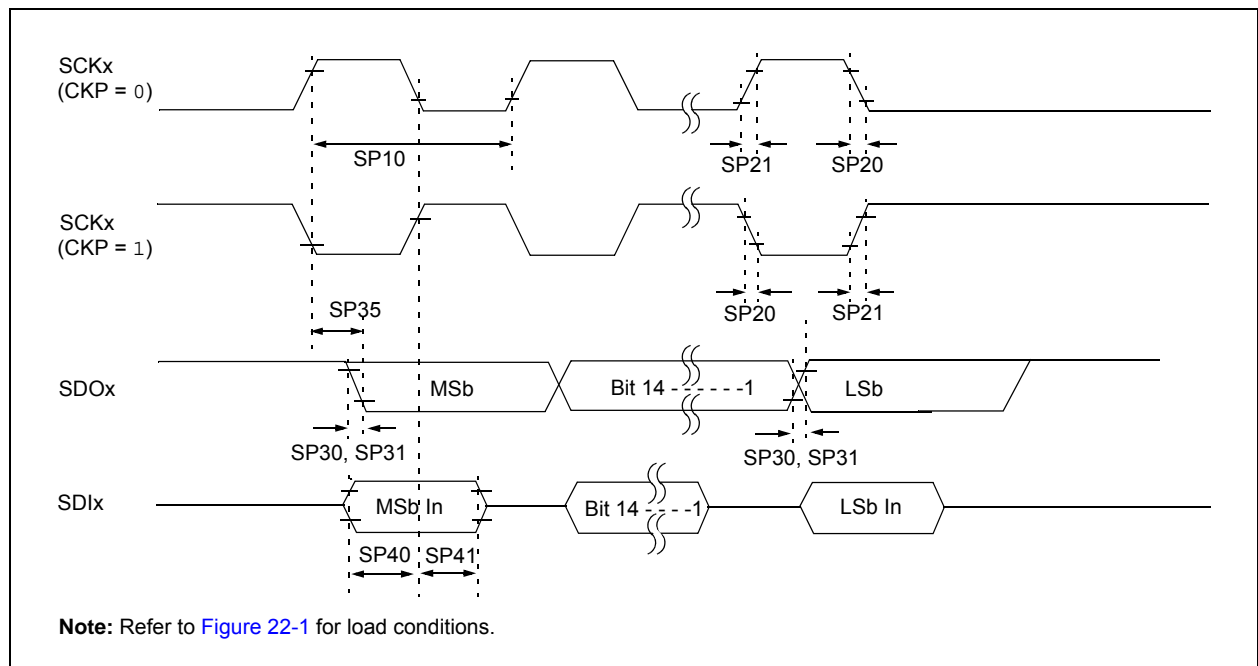 SCKx
(CKP = 0)
SP10
SP21
SP20
SCKx
(CKP = 1)
SP35
SP20
SP21
SDOx
MSb
Bit 14 - - - - - -1
LSb
SP30, SP31
SP30, SP31
SDIx
MSb In
Bit 14 - - - - -1
LSb In
SP40
SP41
Note: Refer to Figure 22-1 for load conditions.